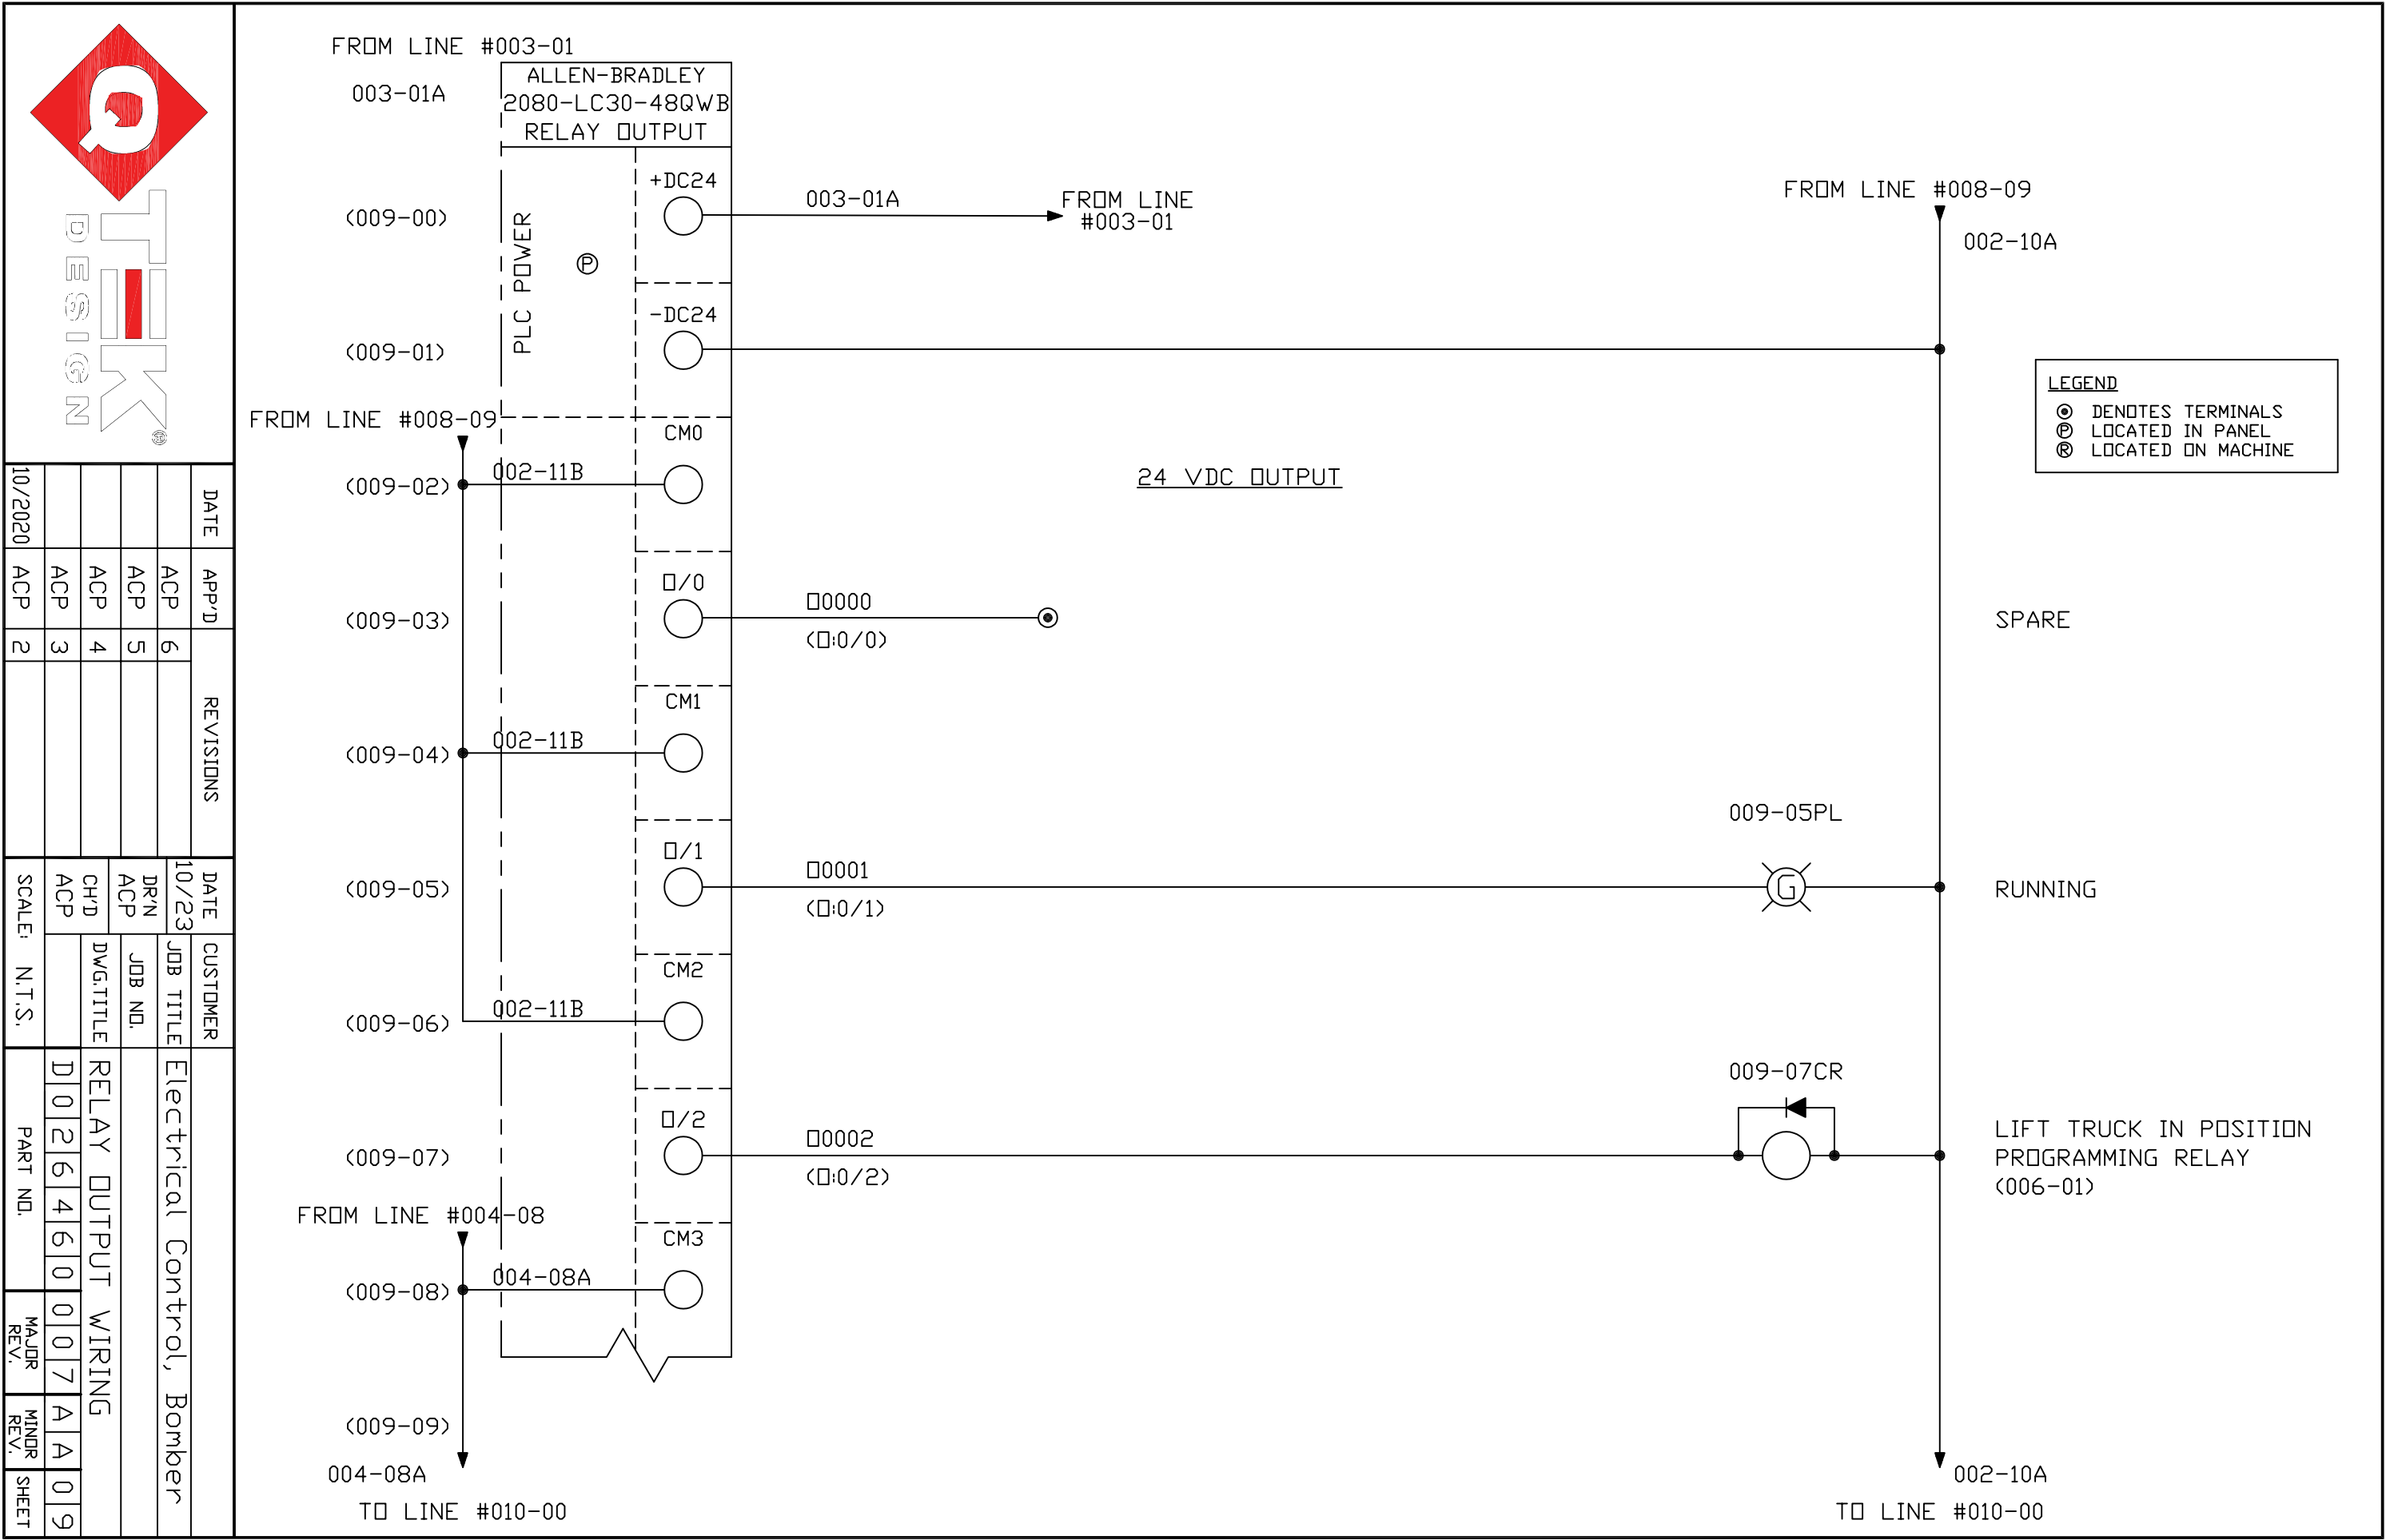 FROM LINE #003-01
003-01A
ALLEN-BRADLEY
2080-LC30-48QWB
RELAY OUTPUT
PLC POWER
P
(009-00)
+DC24
003-01A
FROM LINE
#003-01
FROM LINE #008-09
002-10A
(009-01)
-DC24
LEGEND
DENOTES TERMINALS
P LOCATED IN PANEL
R LOCATED ON MACHINE
FROM LINE #008-09
24 VDC OUTPUT
(009-02)
002-11B
CM0
(009-03)
O/0
O0000
(O:0/0)
SPARE
(009-04)
002-11B
CM1
(009-05)
O/1
O0001
(O:0/1)
009-05PL
G
RUNNING
(009-06)
002-11B
CM2
(009-07)
O/2
O0002
(O:0/2)
009-07CR
LIFT TRUCK IN POSITION
PROGRAMMING RELAY
(006-01)
FROM LINE #004-08
(009-08)
004-08A
CM3
(009-09)
004-08A
TO LINE #010-00
002-10A
TO LINE #010-00
Q
TEK
DESIGN
®
DATE APP'D REVISIONS
ACP 6
ACP 5
ACP 4
ACP 3
10/2020 ACP 2
DATE
10/23
DR'N
ACP
CH'D
ACP
SCALE: N.T.S.
CUSTOMER
JOB TITLE Electrical Control, Bomber
JOB NO.
DWG.TITLE RELAY OUTPUT WIRING
D026460 007 AA 09
PART NO.
MAJOR
REV.
MINOR
REV.
SHEET